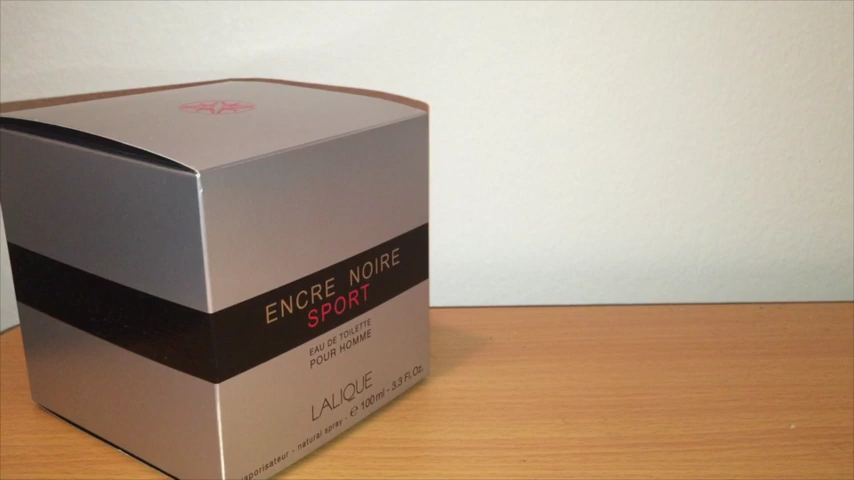 ENCRE NOIRE
SPORT
EAU DE TOILETTE
POUR HOMME
LALIQUE
vaporisateur - natural spray - ℮ 100 ml - 3.3 Fl. Oz.